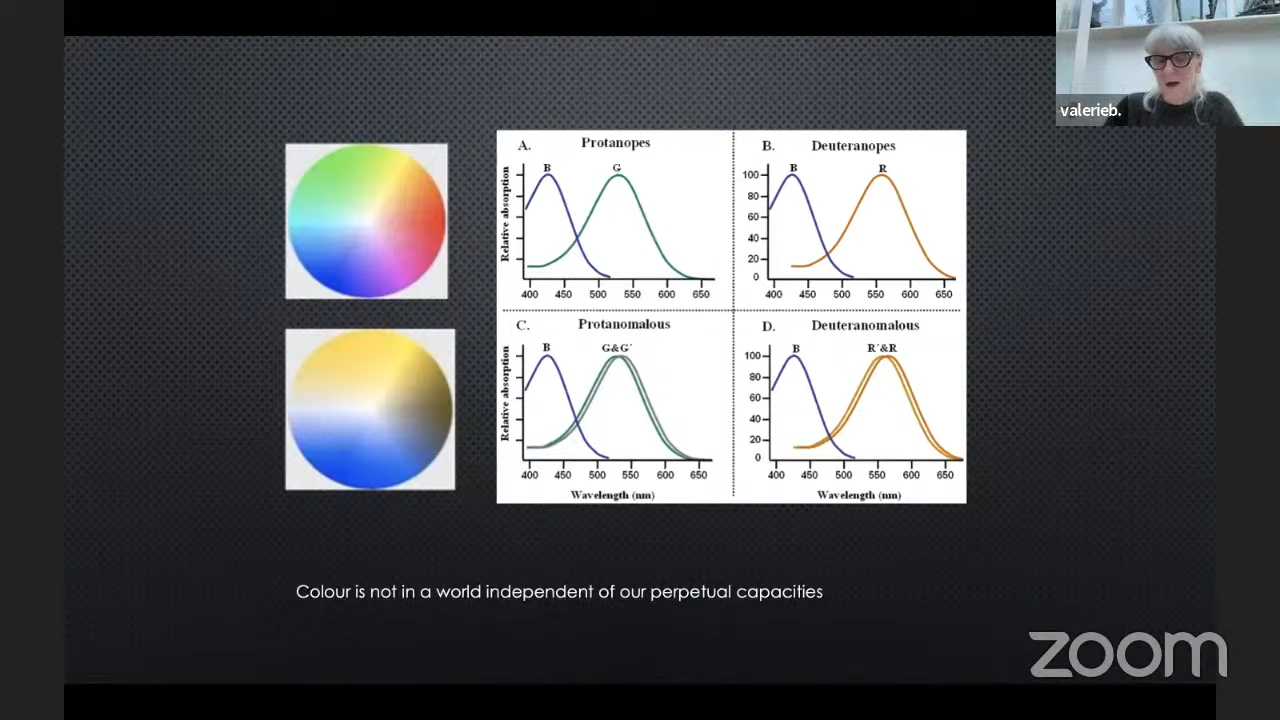 valerieb.
A. Protanopes
B G
Relative absorption
400 450 500 550 600 650
B. Deuteranopes
B R
100
80
60
40
20
0
400 450 500 550 600 650
C. Protanomalous
B G&G´
Relative absorption
400 450 500 550 600 650
Wavelength (nm)
D. Deuteranomalous
B R´&R
100
80
60
40
20
0
400 450 500 550 600 650
Wavelength (nm)
Colour is not in a world independent of our perpetual capacities
zoom